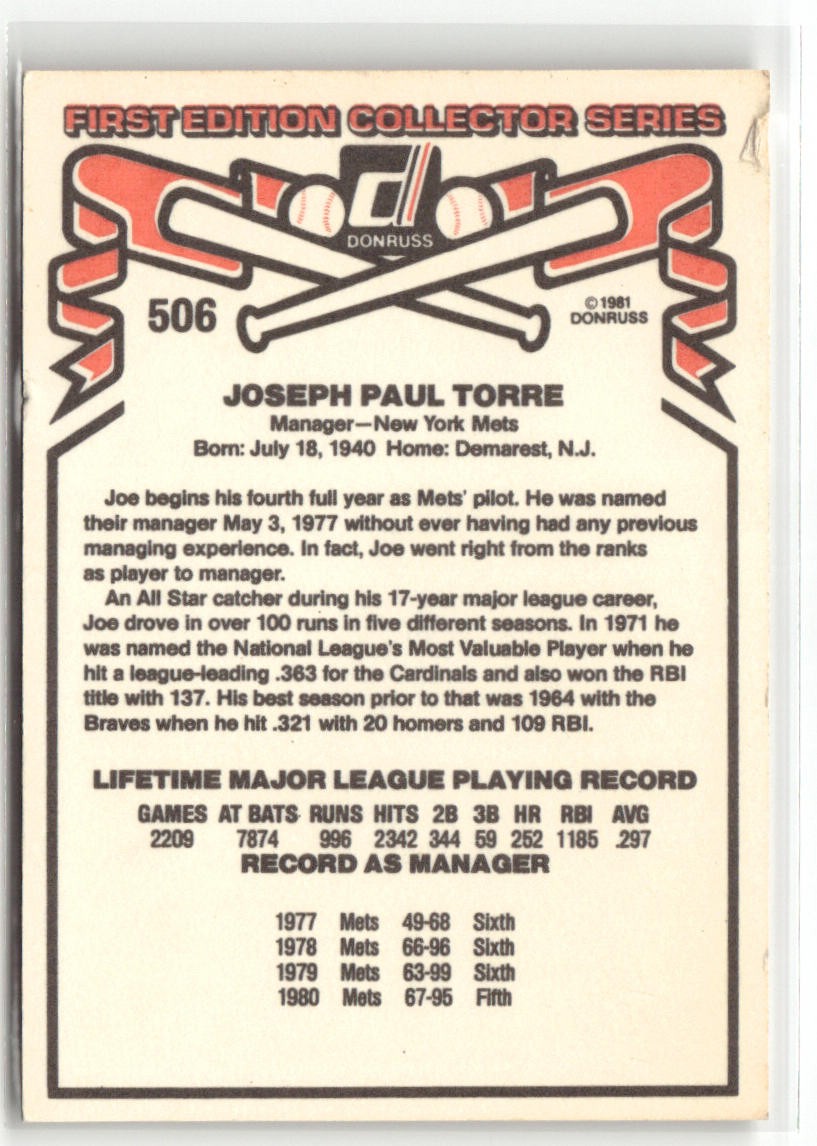 FIRST EDITION COLLECTOR SERIES
d
DONRUSS
506
©1981
DONRUSS
JOSEPH PAUL TORRE
Manager—New York Mets
Born: July 18, 1940 Home: Demarest, N.J.
Joe begins his fourth full year as Mets' pilot. He was named
their manager May 3, 1977 without ever having had any previous
managing experience. In fact, Joe went right from the ranks
as player to manager.
An All Star catcher during his 17-year major league career,
Joe drove in over 100 runs in five different seasons. In 1971 he
was named the National League's Most Valuable Player when he
hit a league-leading .363 for the Cardinals and also won the RBI
title with 137. His best season prior to that was 1964 with the
Braves when he hit .321 with 20 homers and 109 RBI.
LIFETIME MAJOR LEAGUE PLAYING RECORD
GAMES AT BATS RUNS HITS 2B 3B HR RBI AVG
2209 7874 996 2342 344 59 252 1185 .297
RECORD AS MANAGER
1977 Mets 49-68 Sixth
1978 Mets 66-96 Sixth
1979 Mets 63-99 Sixth
1980 Mets 67-95 Fifth